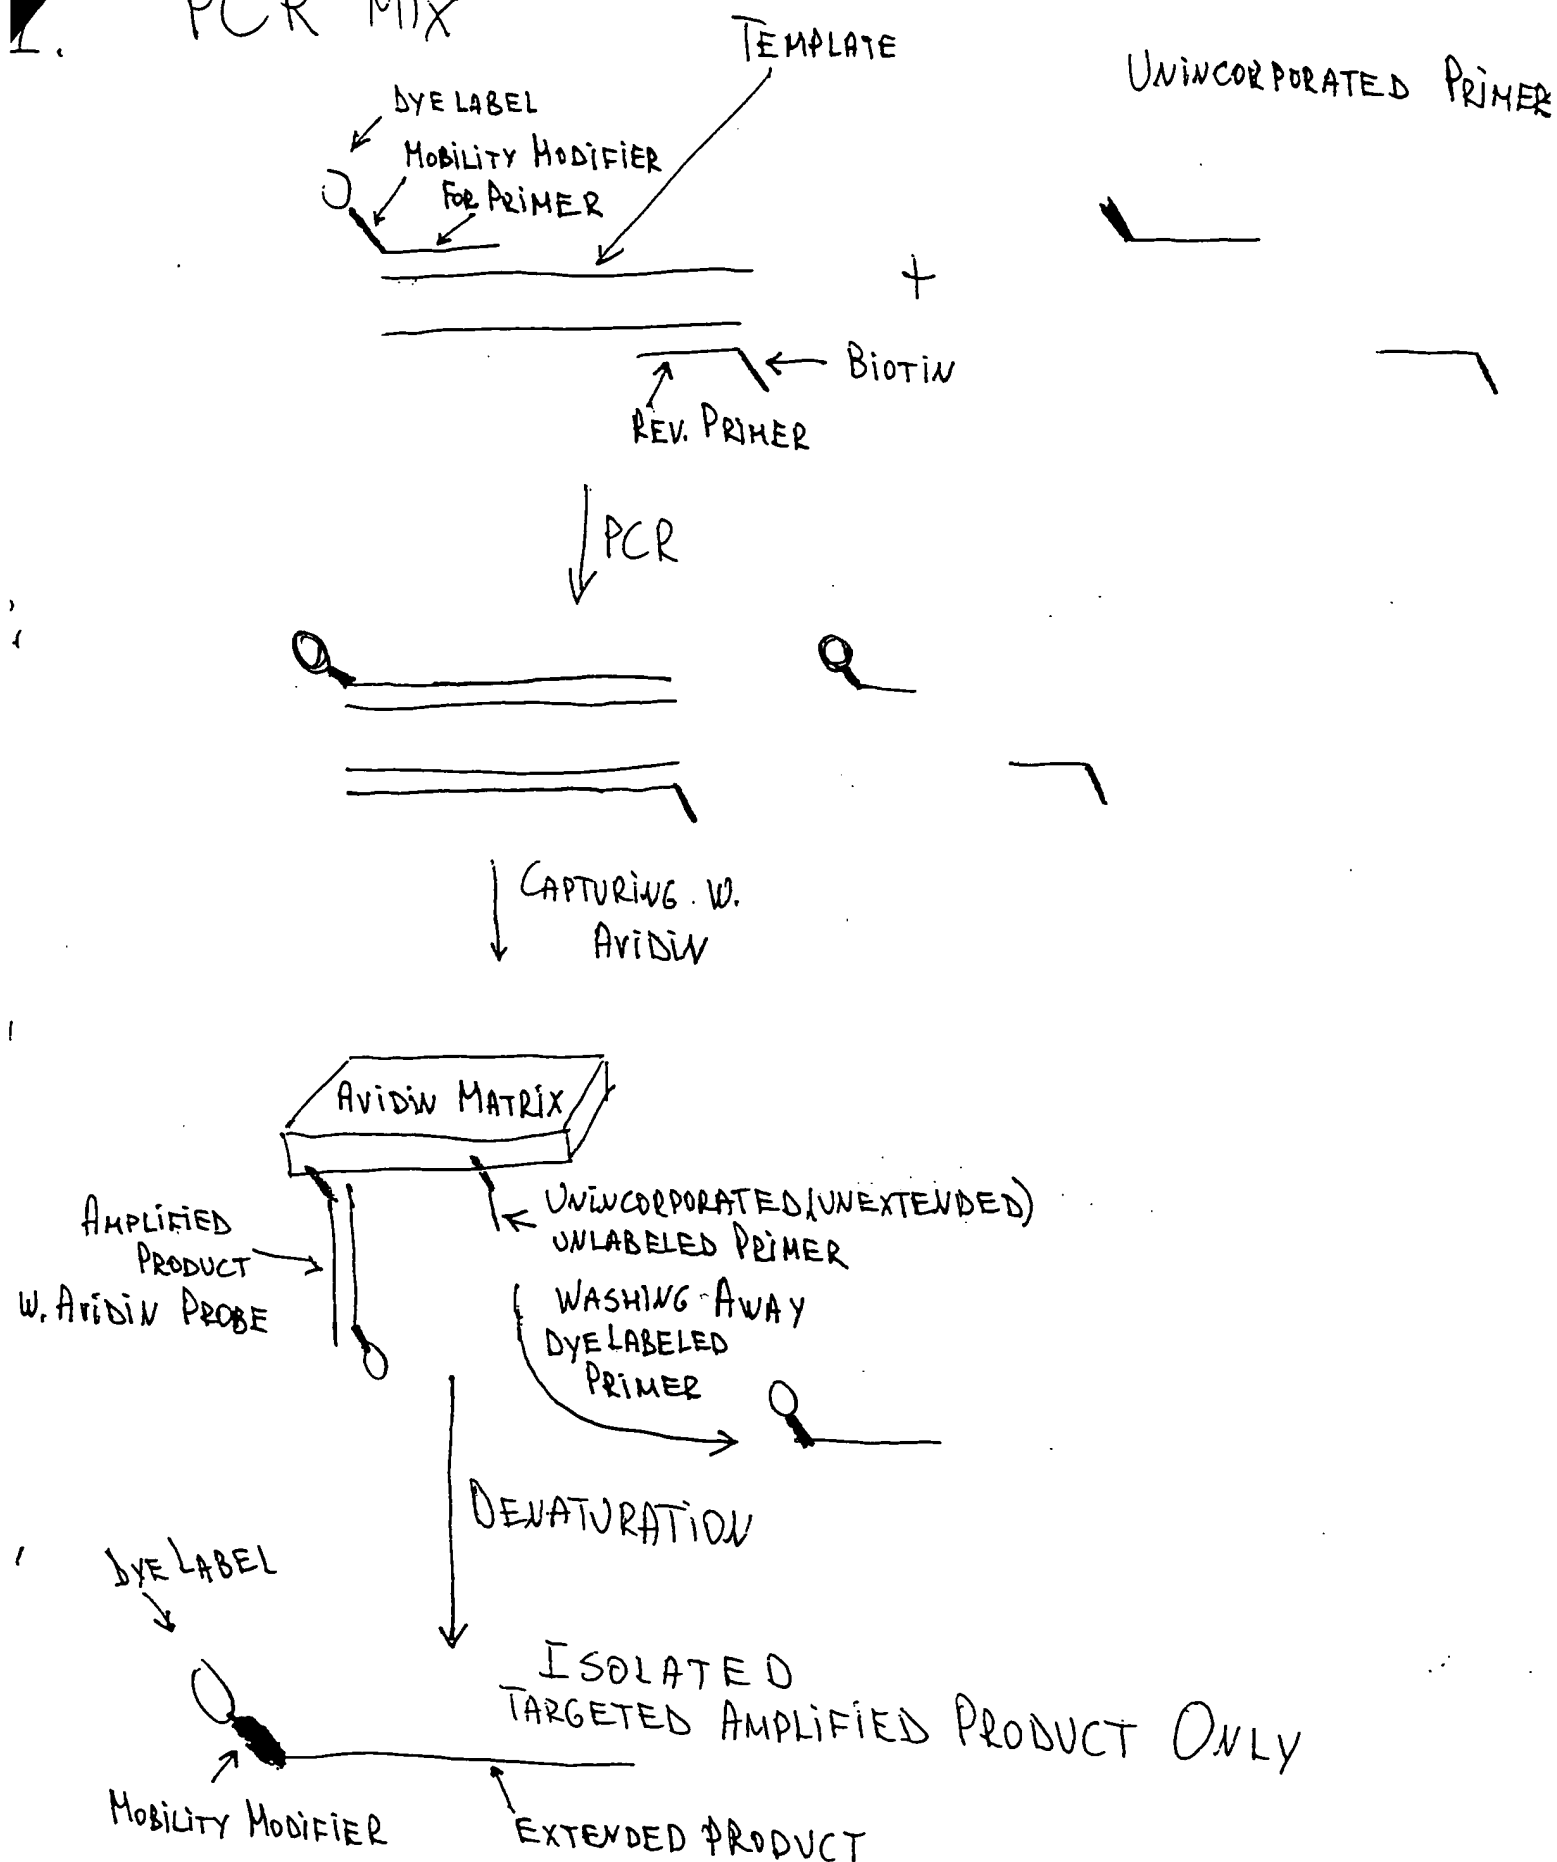 1. PCR MIX
TEMPLATE
UNINCORPORATED PRIMER
DYE LABEL
MOBILITY MODIFIER
FOR PRIMER
+
BIOTIN
REV. PRIMER
PCR
CAPTURING W.
AVIDIN
AVIDIN MATRIX
AMPLIFIED
PRODUCT
W. AVIDIN PROBE
UNINCORPORATED (UNEXTENDED)
UNLABELED PRIMER
WASHING AWAY
DYE LABELED
PRIMER
DENATURATION
DYE LABEL
ISOLATED
TARGETED AMPLIFIED PRODUCT ONLY
MOBILITY MODIFIER
EXTENDED PRODUCT